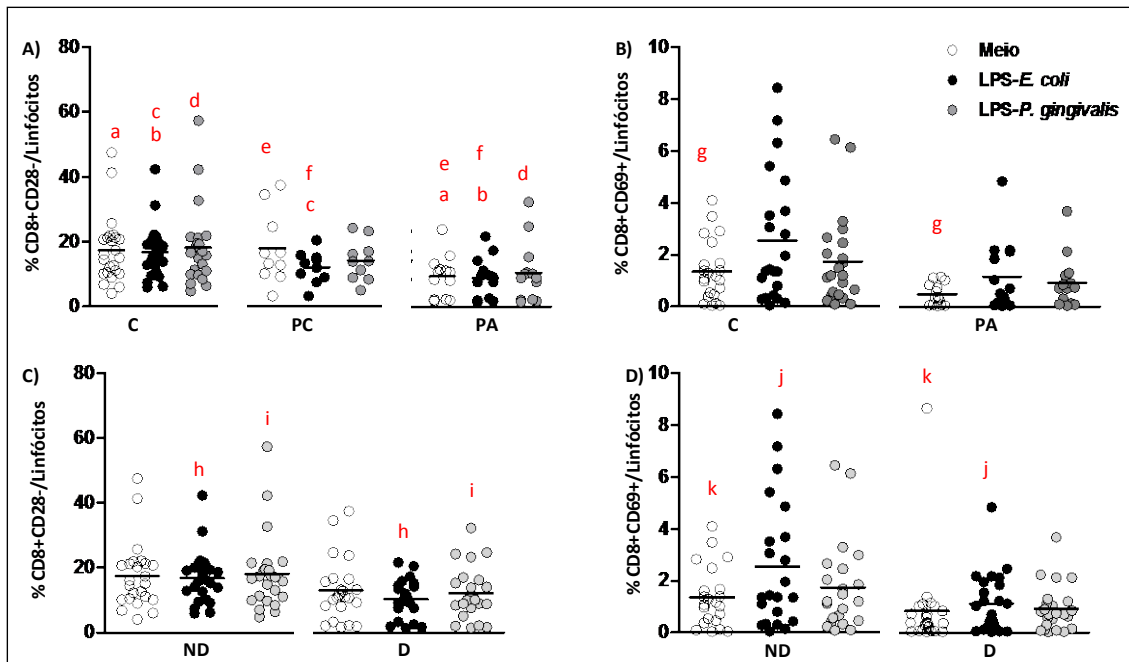 A)
% CD8+CD28-/Linfócitos
80
60
40
20
0
a
c
b
d
e
f
c
e
a
f
b
d
C
PC
PA
B)
% CD8+CD69+/Linfócitos
10
8
6
4
2
0
g
g
C
PA
Meio
LPS-E. coli
LPS-P. gingivalis
C)
% CD8+CD28-/Linfócitos
80
60
40
20
0
h
i
h
i
ND
D
D)
% CD8+CD69+/Linfócitos
10
8
6
4
2
0
k
j
k
j
ND
D